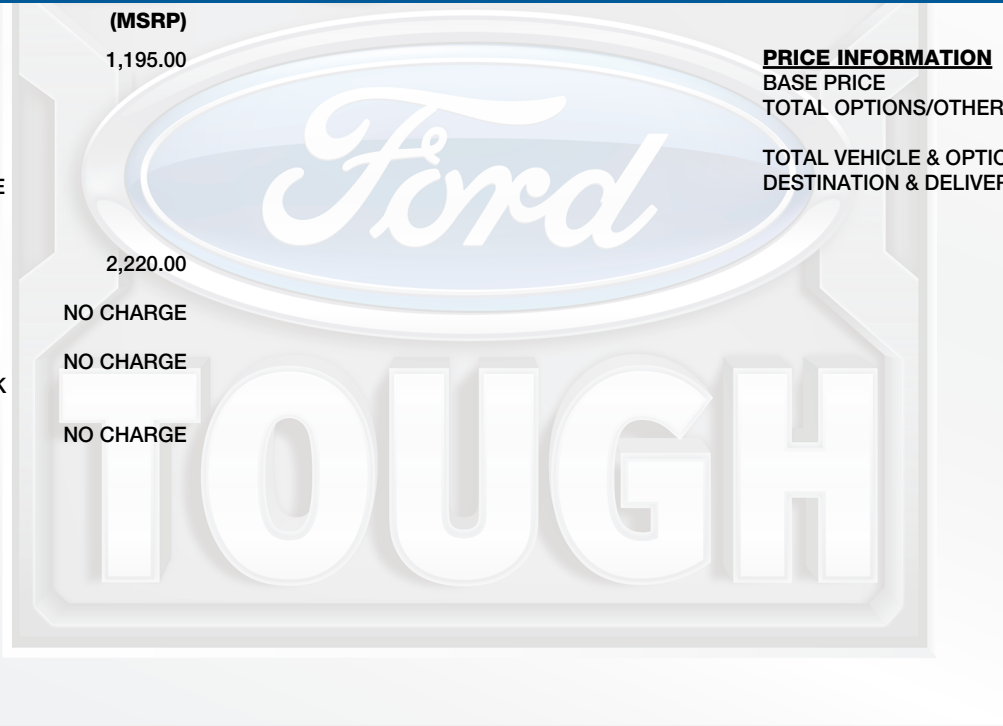 (MSRP)
1,195.00
E
2,220.00
NO CHARGE
NO CHARGE
K
NO CHARGE
PRICE INFORMATION
BASE PRICE
TOTAL OPTIONS/OTHER
TOTAL VEHICLE & OPTIO
DESTINATION & DELIVER
Ford
TOUGH